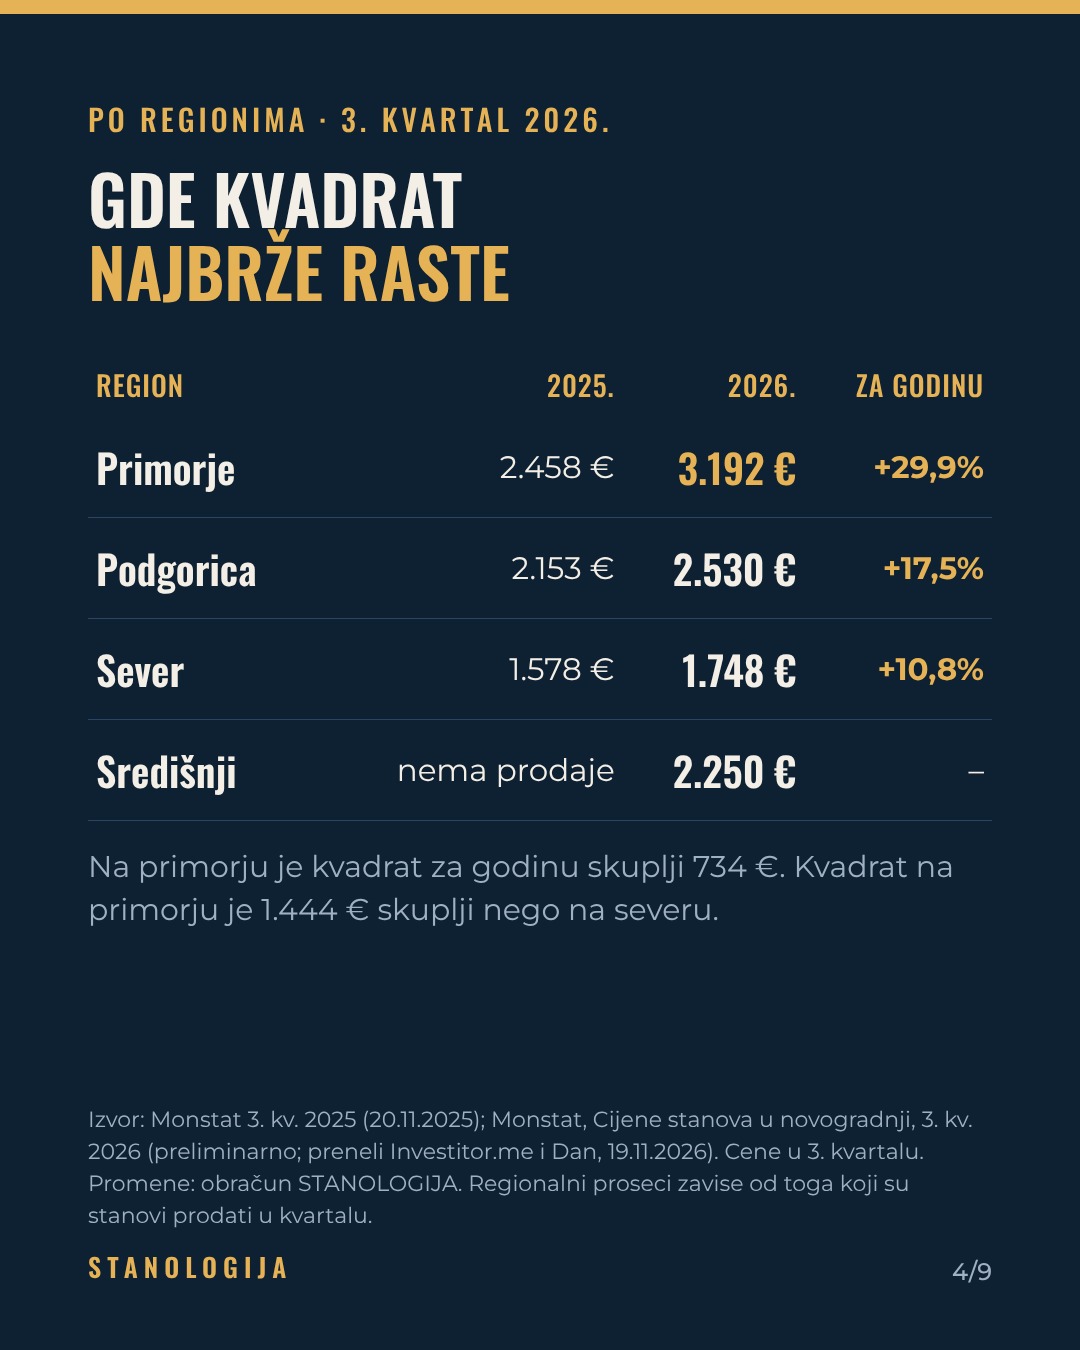 PO REGIONIMA · 3. KVARTAL 2026.
GDE KVADRAT
NAJBRŽE RASTE
REGION 2025. 2026. ZA GODINU
Primorje 2.458 € 3.192 € +29,9%
Podgorica 2.153 € 2.530 € +17,5%
Sever 1.578 € 1.748 € +10,8%
Središnji nema prodaje 2.250 € –
Na primorju je kvadrat za godinu skuplji 734 €. Kvadrat na
primorju je 1.444 € skuplji nego na severu.
Izvor: Monstat 3. kv. 2025 (20.11.2025); Monstat, Cijene stanova u novogradnji, 3. kv.
2026 (preliminarno; preneli Investitor.me i Dan, 19.11.2026). Cene u 3. kvartalu.
Promene: obračun STANOLOGIJA. Regionalni proseci zavise od toga koji su
stanovi prodati u kvartalu.
STANOLOGIJA 4/9